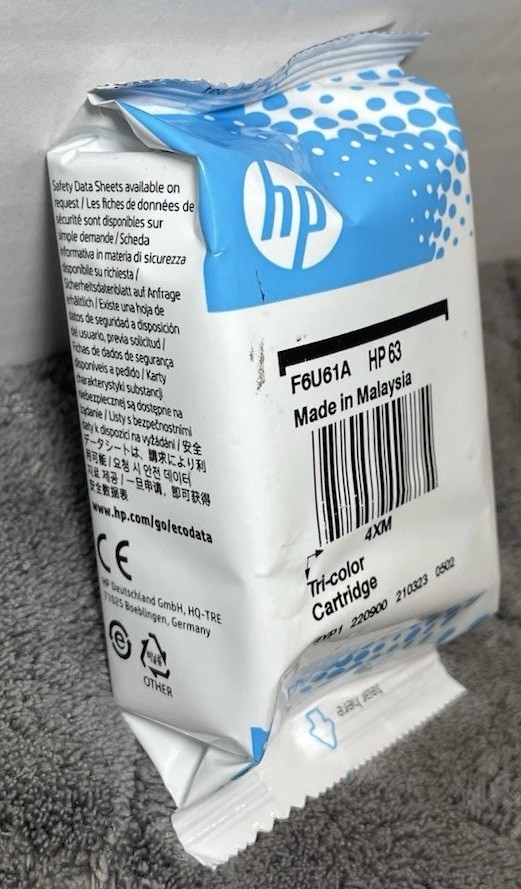 Safety Data Sheets available on
request / Les fiches de données de
sécurité sont disponibles sur
simple demande / Scheda
informativa in materia di sicurezza
disponibile su richiesta /
Sicherheitsdatenblatt auf Anfrage
erhältlich / Existe una hoja de
datos de seguridad a disposición
del usuario, previa solicitud /
Fichas de dados de segurança
disponíveis a pedido / Karty
charakterystyki substancji
niebezpiecznej są dostępne na
żądanie / Listy s bezpečnostními
daty k dispozici na vyžádání / 安全
データシートは、請求により利
用可能 / 요청 시 안전 데이터
자료 제공 / 一旦申请，即可获得
安全数据表
www.hp.com/go/ecodata
CE
HP Deutschland GmbH, HQ-TRE
71025 Boeblingen, Germany
OTHER
hp
F6U61A HP 63
Made in Malaysia
4XM
Tri-color
Cartridge
220900 210323 0502
Tear here